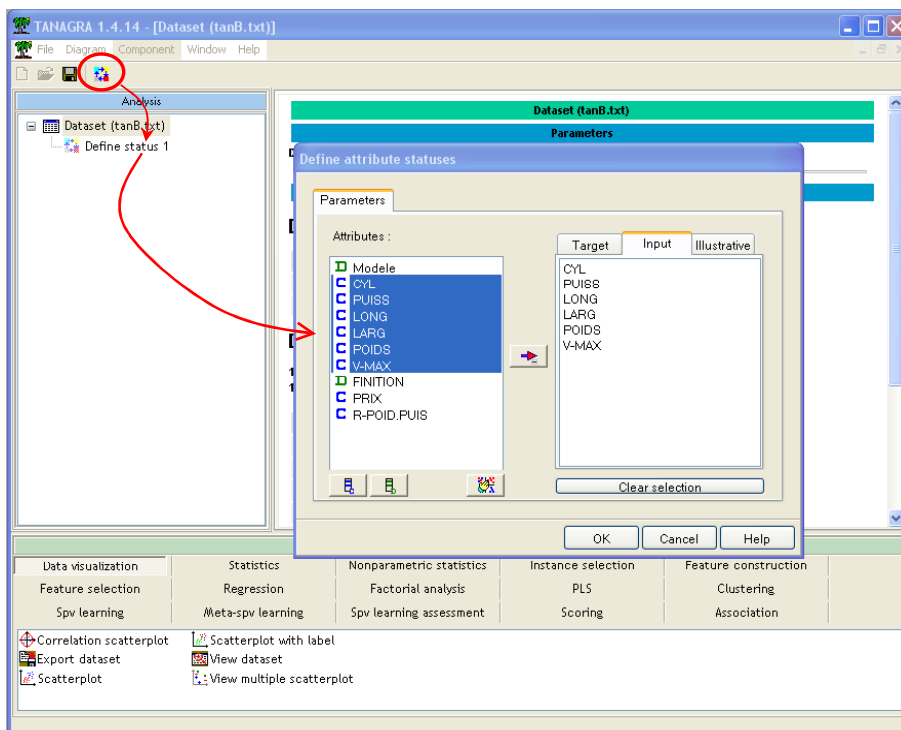 TANAGRA 1.4.14 - [Dataset (tanB.txt)]
File Diagram Component Window Help
Analysis
Dataset (tanB.txt)
Define status 1
Dataset (tanB.txt)
Parameters
Define attribute statuses
Parameters
Attributes :
D Modele
C CYL
C PUISS
C LONG
C LARG
C POIDS
C V-MAX
D FINITION
C PRIX
C R-POID.PUIS
Target Input Illustrative
CYL
PUISS
LONG
LARG
POIDS
V-MAX
Clear selection
OK Cancel Help
Data visualization Statistics Nonparametric statistics Instance selection Feature construction
Feature selection Regression Factorial analysis PLS Clustering
Spv learning Meta-spv learning Spv learning assessment Scoring Association
Correlation scatterplot Scatterplot with label
Export dataset View dataset
Scatterplot View multiple scatterplot